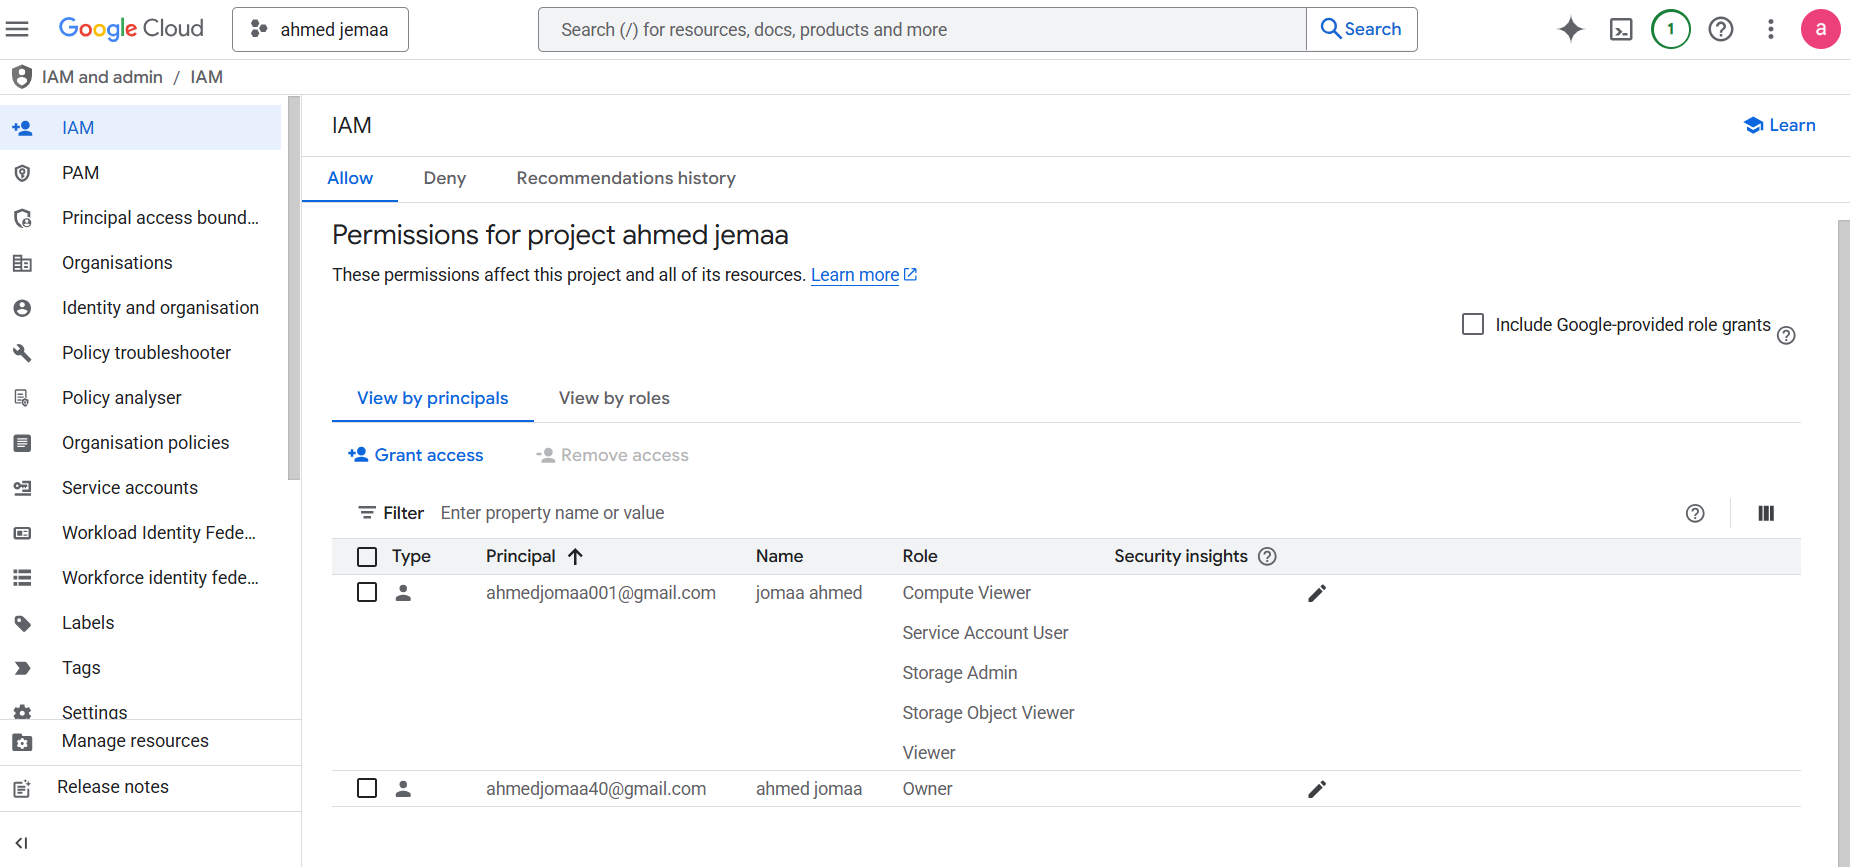 Google Cloud
ahmed jemaa
Search (/) for resources, docs, products and more
Search
1
a
IAM and admin / IAM
IAM
PAM
Principal access bound...
Organisations
Identity and organisation
Policy troubleshooter
Policy analyser
Organisation policies
Service accounts
Workload Identity Fede...
Workforce identity fede...
Labels
Tags
Settings
Manage resources
Release notes
IAM
Learn
Allow Deny Recommendations history
Permissions for project ahmed jemaa
These permissions affect this project and all of its resources. Learn more
Include Google-provided role grants
View by principals View by roles
Grant access Remove access
Filter Enter property name or value
Type Principal Name Role Security insights
ahmedjomaa001@gmail.com jomaa ahmed Compute Viewer
Service Account User
Storage Admin
Storage Object Viewer
Viewer
ahmedjomaa40@gmail.com ahmed jomaa Owner